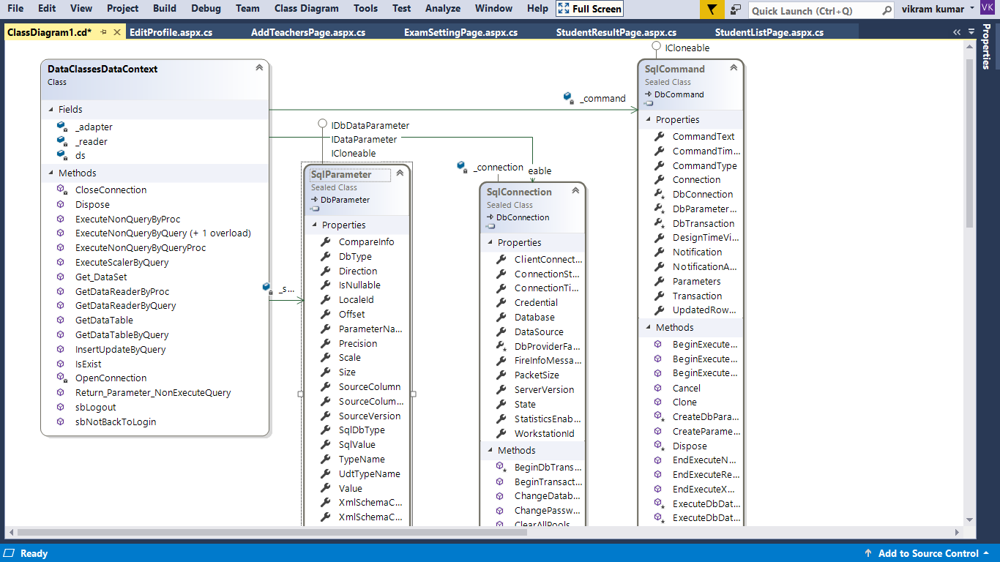 File Edit View Project Build Debug Team Class Diagram Tools Test Analyze Window Help Full Screen Quick Launch (Ctrl+Q) vikram kumar VK
ClassDiagram1.cd* EditProfile.aspx.cs AddTeachersPage.aspx.cs ExamSettingPage.aspx.cs StudentResultPage.aspx.cs StudentListPage.aspx.cs
Properties
DataClassesDataContext
Class
Fields
_adapter
_reader
ds
Methods
CloseConnection
Dispose
ExecuteNonQueryByProc
ExecuteNonQueryByQuery (+ 1 overload)
ExecuteNonQueryByQueryProc
ExecuteScalerByQuery
Get_DataSet
GetDataReaderByProc
GetDataReaderByQuery
GetDataTable
GetDataTableByQuery
InsertUpdateByQuery
IsExist
OpenConnection
Return_Parameter_NonExecuteQuery
sbLogout
sbNotBackToLogin
_s...
IDbDataParameter
IDataParameter
ICloneable
SqlParameter
Sealed Class
DbParameter
Properties
CompareInfo
DbType
Direction
IsNullable
LocaleId
Offset
ParameterNa...
Precision
Scale
Size
SourceColumn
SourceColum...
SourceVersion
SqlDbType
SqlValue
TypeName
UdtTypeName
Value
XmlSchemaC...
XmlSchemaC...
_connection
eable
SqlConnection
Sealed Class
DbConnection
Properties
ClientConnect...
ConnectionSt...
ConnectionTi...
Credential
Database
DataSource
DbProviderFa...
FireInfoMessa...
PacketSize
ServerVersion
State
StatisticsEnab...
WorkstationId
Methods
BeginDbTrans...
BeginTransact...
ChangeDatab...
ChangePassw...
ClearAllPools
_command
ICloneable
SqlCommand
Sealed Class
DbCommand
Properties
CommandText
CommandTim...
CommandType
Connection
DbConnection
DbParameter...
DbTransaction
DesignTimeVi...
Notification
NotificationA...
Parameters
Transaction
UpdatedRow...
Methods
BeginExecute...
BeginExecute...
BeginExecute...
Cancel
Clone
CreateDbPara...
CreateParame...
Dispose
EndExecuteN...
EndExecuteRe...
EndExecuteX...
ExecuteDbDat...
ExecuteDbDat...
Ready Add to Source Control